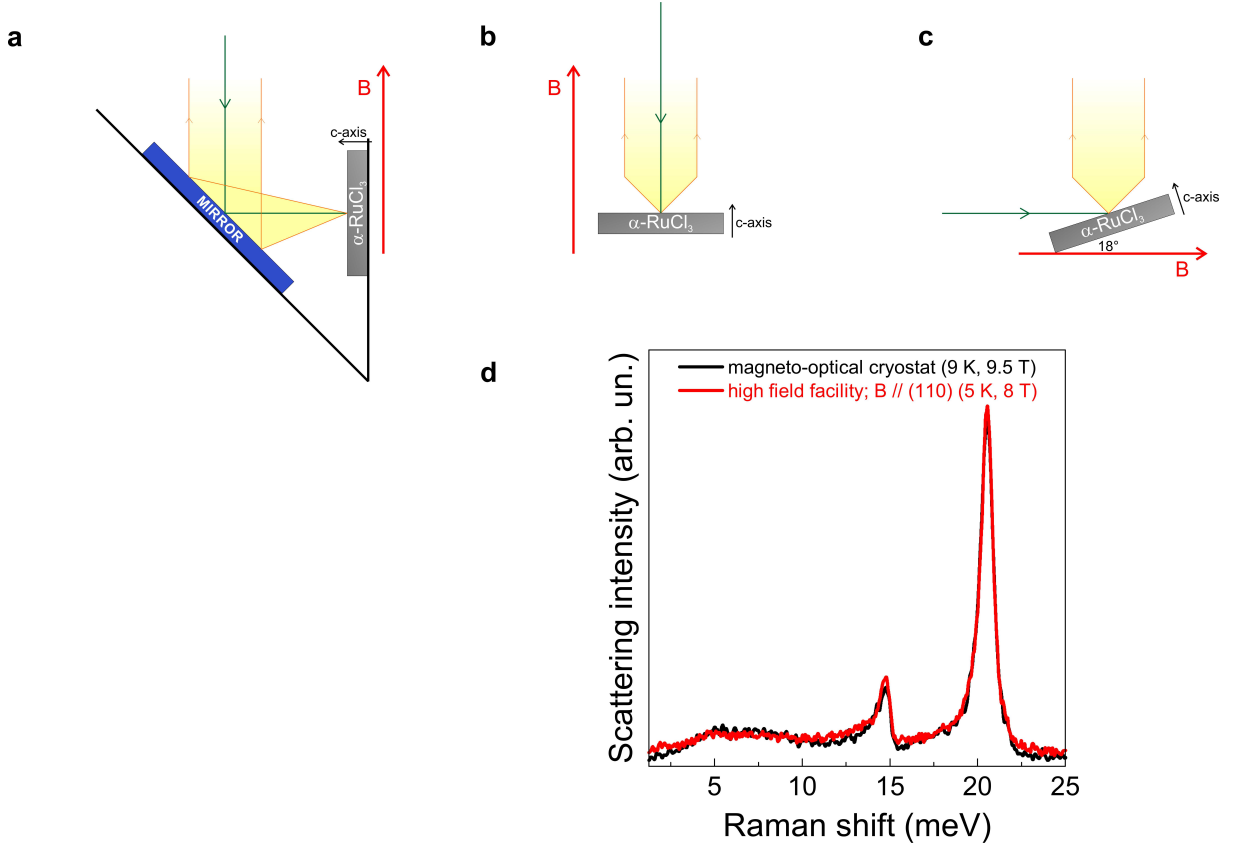 a
B
c-axis
MIRROR
α-RuCl₃
b
B
α-RuCl₃
c-axis
c
α-RuCl₃
c-axis
18°
B
d
magneto-optical cryostat (9 K, 9.5 T)
high field facility; B // (110) (5 K, 8 T)
Scattering intensity (arb. un.)
5 10 15 20 25
Raman shift (meV)